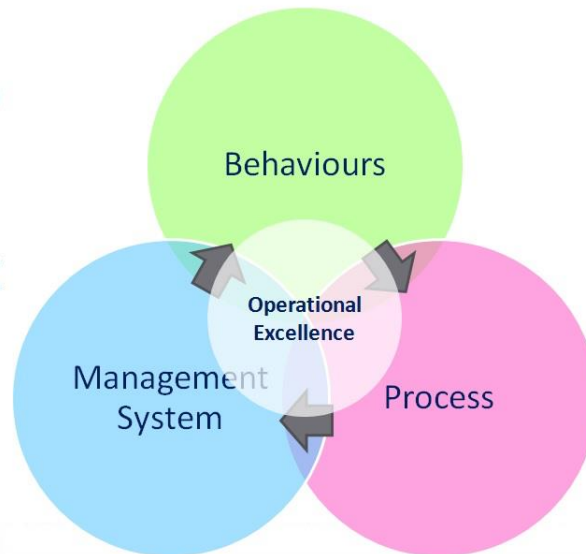 Behaviours
Operational
Excellence
Management
System
Process